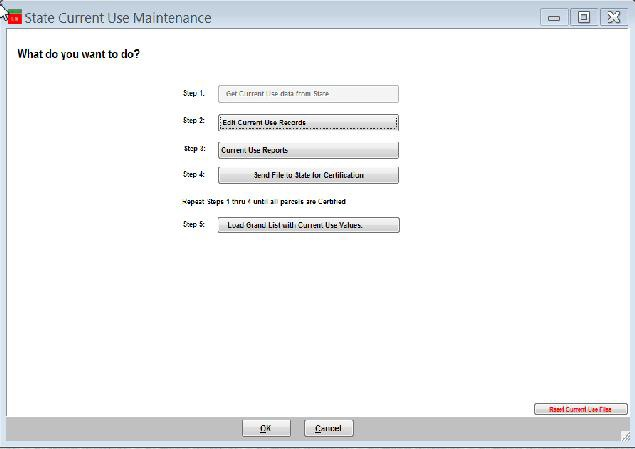 State Current Use Maintenance
What do you want to do?
Step 1: Get Current Use data from State
Step 2: Edit Current Use Records
Step 3: Current Use Reports
Step 4: Send File to State for Certification
Repeat Steps 1 thru 4 until all parcels are Certified
Step 5: Load Grand List with Current Use Values.
Reset Current Use Files
OK Cancel